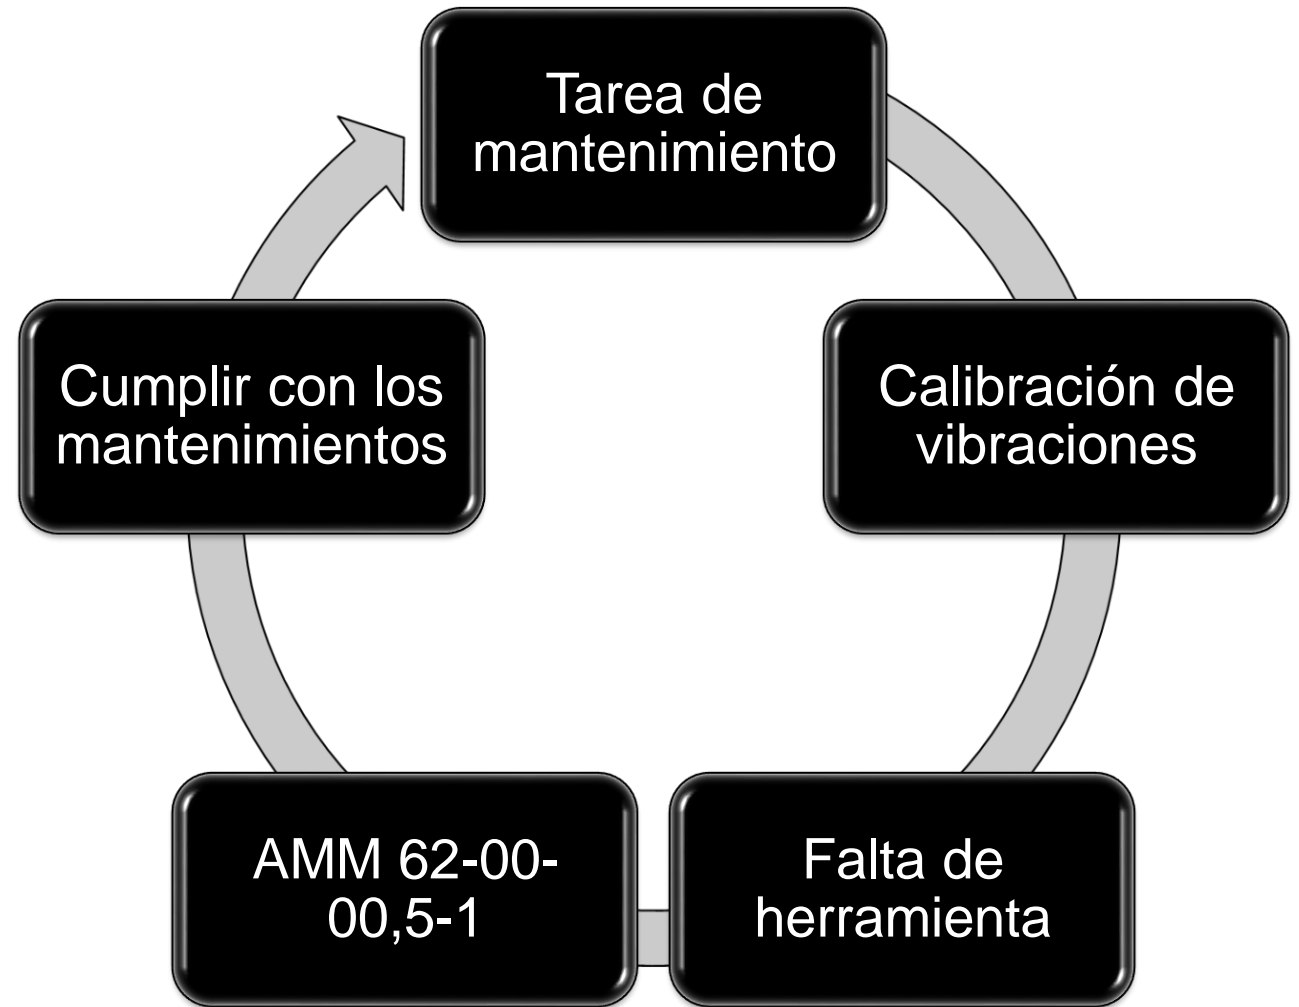 Tarea de
mantenimiento
Calibración de
vibraciones
Falta de
herramienta
AMM 62-00-
00,5-1
Cumplir con los
mantenimientos